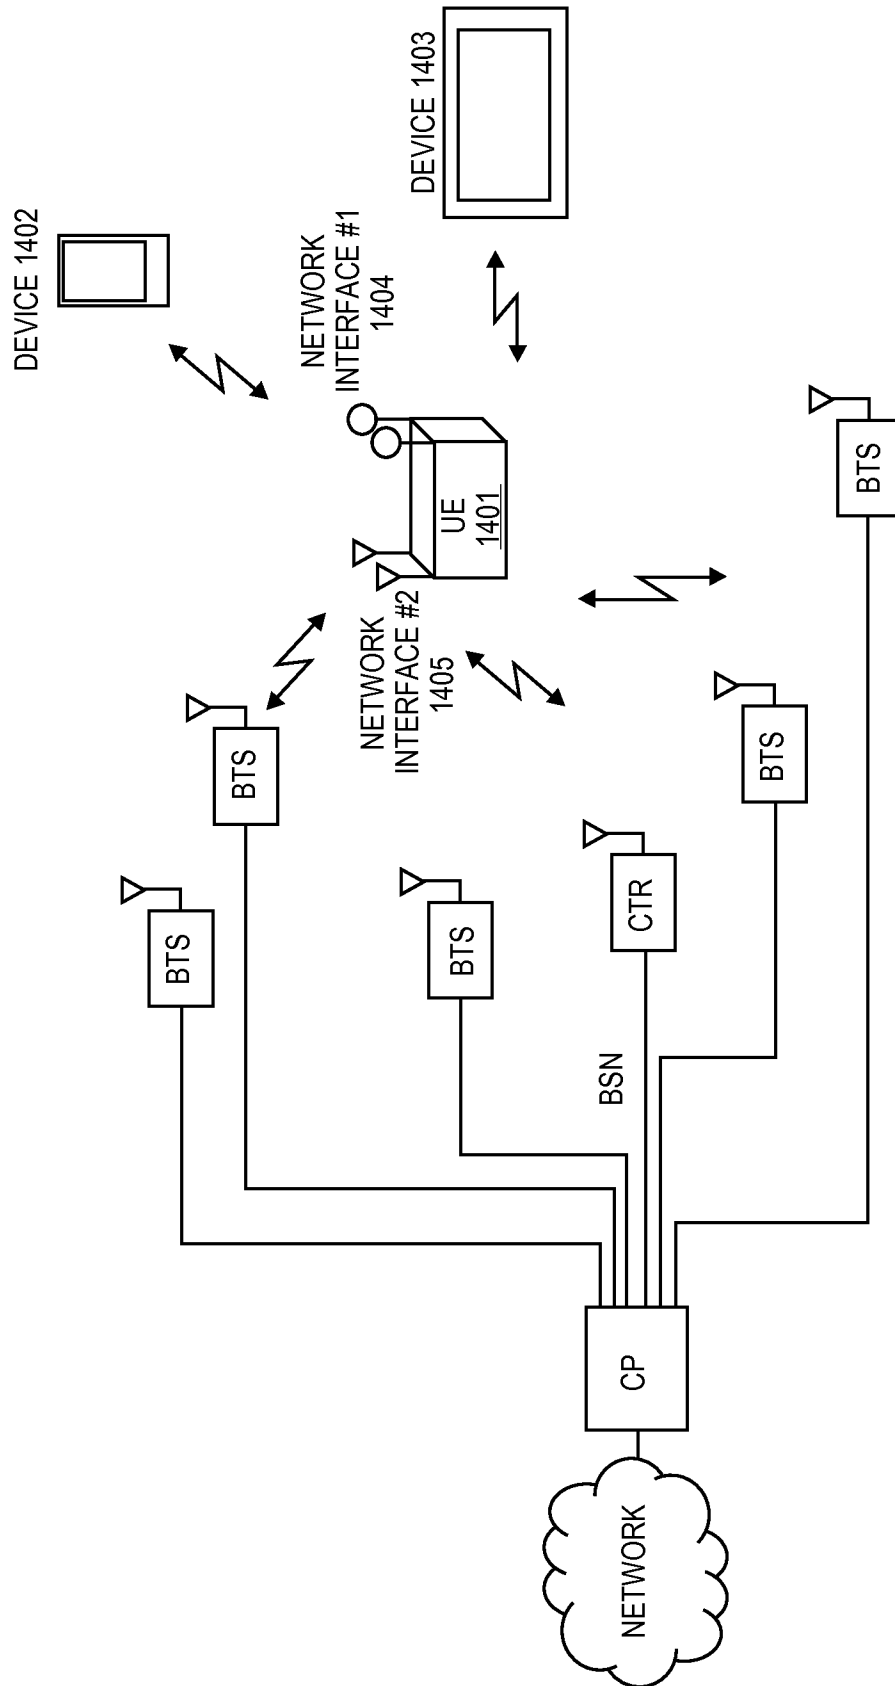 DEVICE 1402
DEVICE 1403
NETWORK
INTERFACE #1
1404
UE
1401
NETWORK
INTERFACE #2
1405
BTS
BTS
BTS
BTS
BTS
CTR
BSN
CP
NETWORK